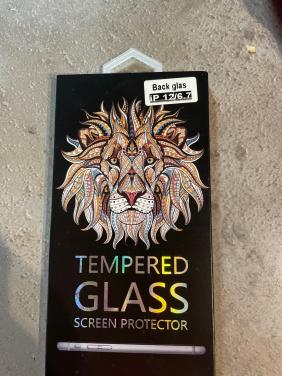 Back glas
IP 12/6.7
TEMPERED
GLASS
SCREEN PROTECTOR